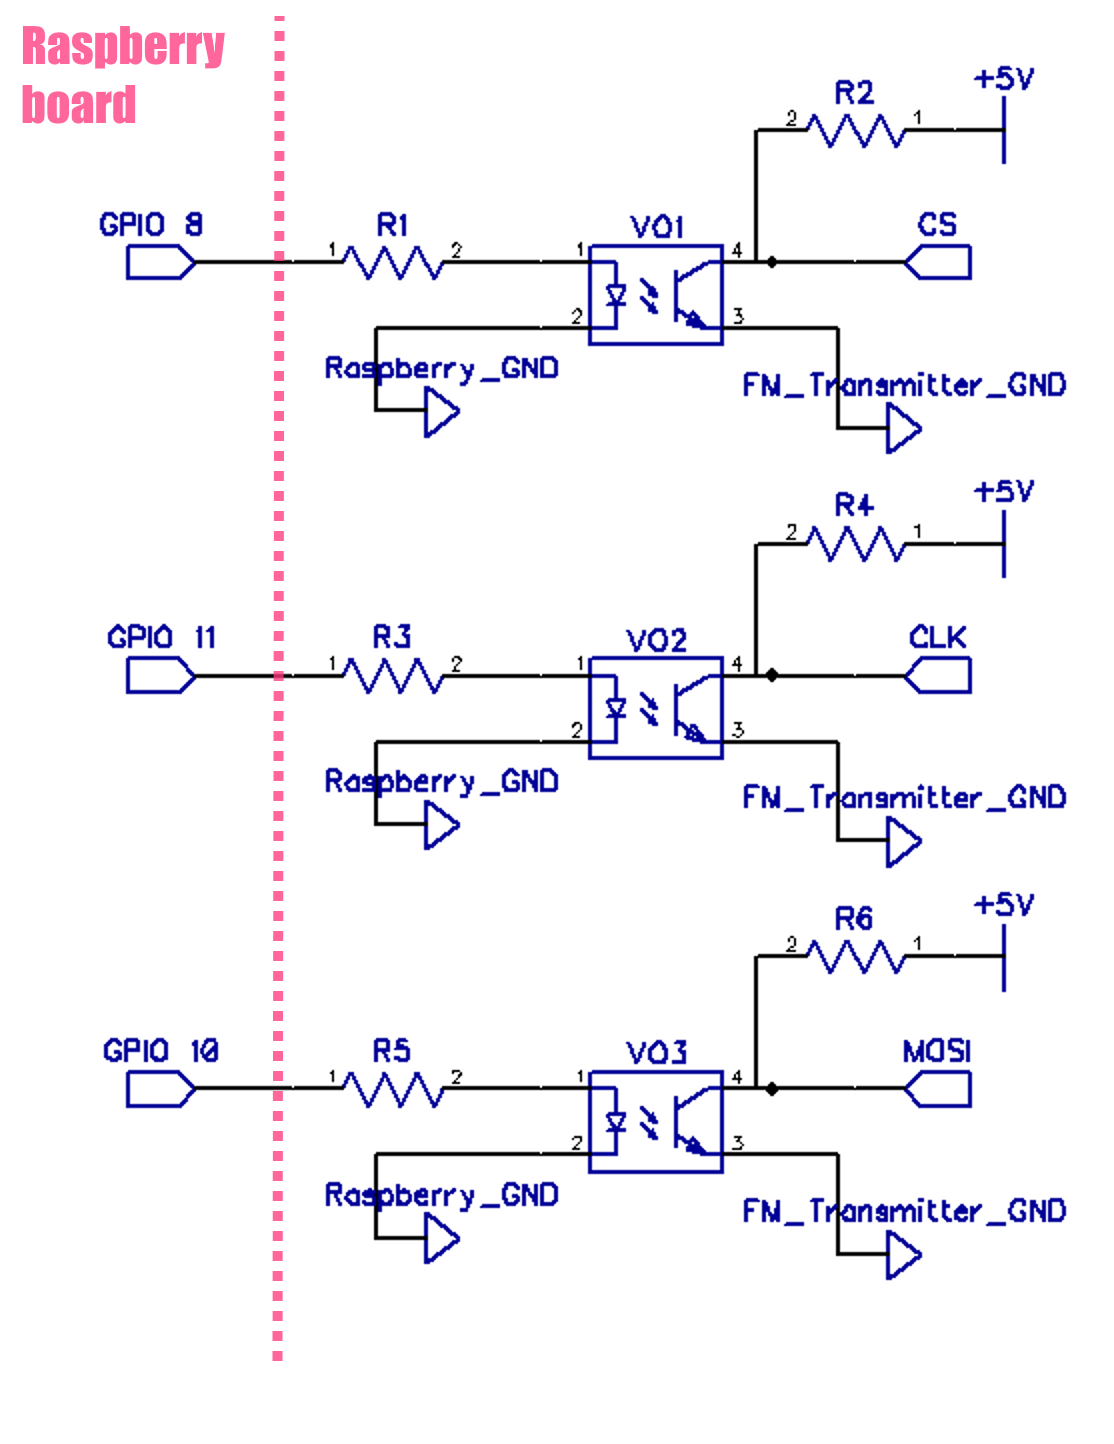 Raspberry
board
+5V
R2
2 1
GPIO 8
R1
VO1
CS
1 2 1 4
2 3
Raspberry_GND
FM_Transmitter_GND
+5V
R4
2 1
GPIO 11
R3
VO2
CLK
1 2 1 4
2 3
Raspberry_GND
FM_Transmitter_GND
+5V
R6
2 1
GPIO 10
R5
VO3
MOSI
1 2 1 4
2 3
Raspberry_GND
FM_Transmitter_GND